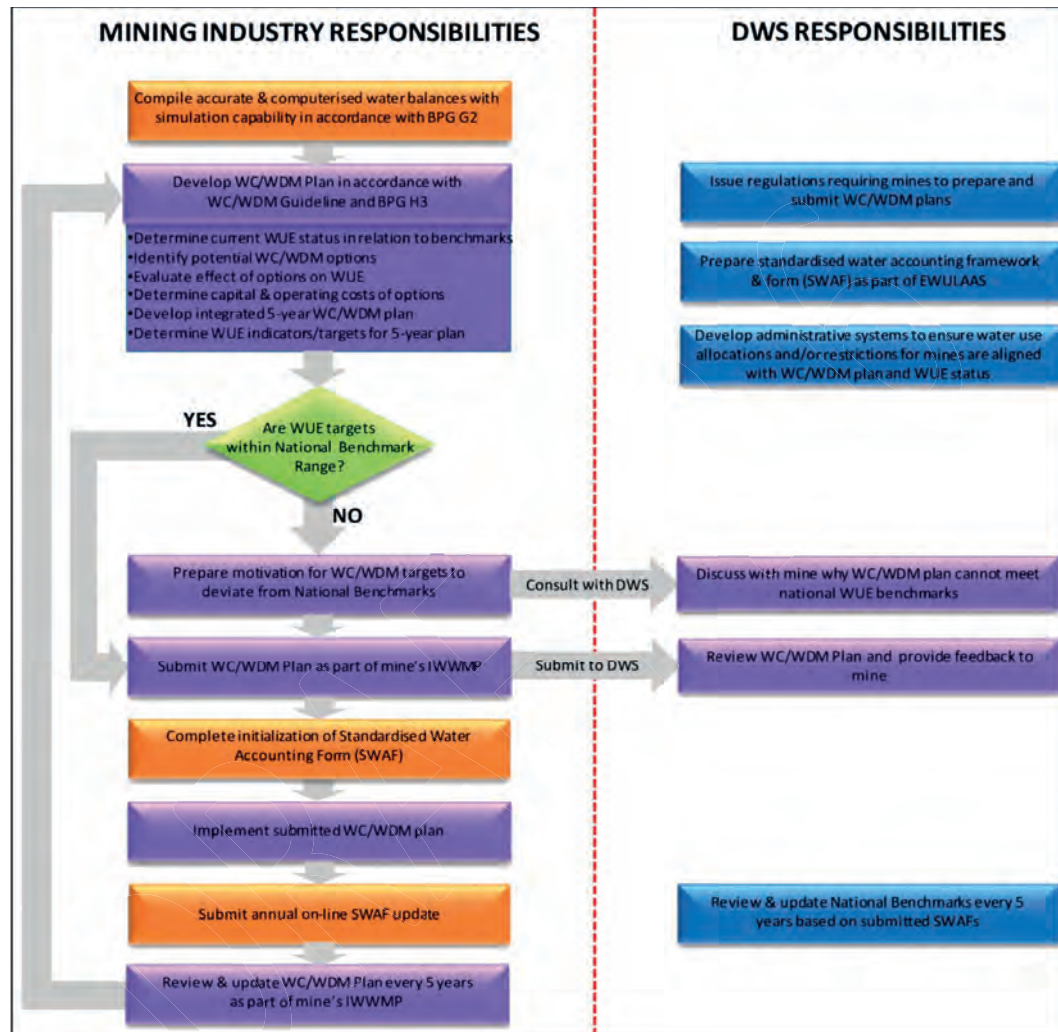 MINING INDUSTRY RESPONSIBILITIES
Compile accurate & computerised water balances with
simulation capability in accordance with BPG G2
Develop WC/WDM Plan in accordance with
WC/WDM Guideline and BPG H3
•Determine current WUE status in relation to benchmarks
•Identify potential WC/WDM options
•Evaluate effect of options on WUE
•Determine capital & operating costs of options
•Develop integrated 5-year WC/WDM plan
•Determine WUE indicators/targets for 5-year plan
YES
Are WUE targets
within National Benchmark
Range?
NO
Prepare motivation for WC/WDM targets to
deviate from National Benchmarks
Consult with DWS
Submit WC/WDM Plan as part of mine's IWWMP
Submit to DWS
Complete initialization of Standardised Water
Accounting Form (SWAF)
Implement submitted WC/WDM plan
Submit annual on-line SWAF update
Review & update WC/WDM Plan every 5 years
as part of mine's IWWMP
DWS RESPONSIBILITIES
Issue regulations requiring mines to prepare and
submit WC/WDM plans
Prepare standardised water accounting framework
& form (SWAF) as part of EWULAAS
Develop administrative systems to ensure water use
allocations and/or restrictions for mines are aligned
with WC/WDM plan and WUE status
Discuss with mine why WC/WDM plan cannot meet
national WUE benchmarks
Review WC/WDM Plan and provide feedback to
mine
Review & update National Benchmarks every 5
years based on submitted SWAFs